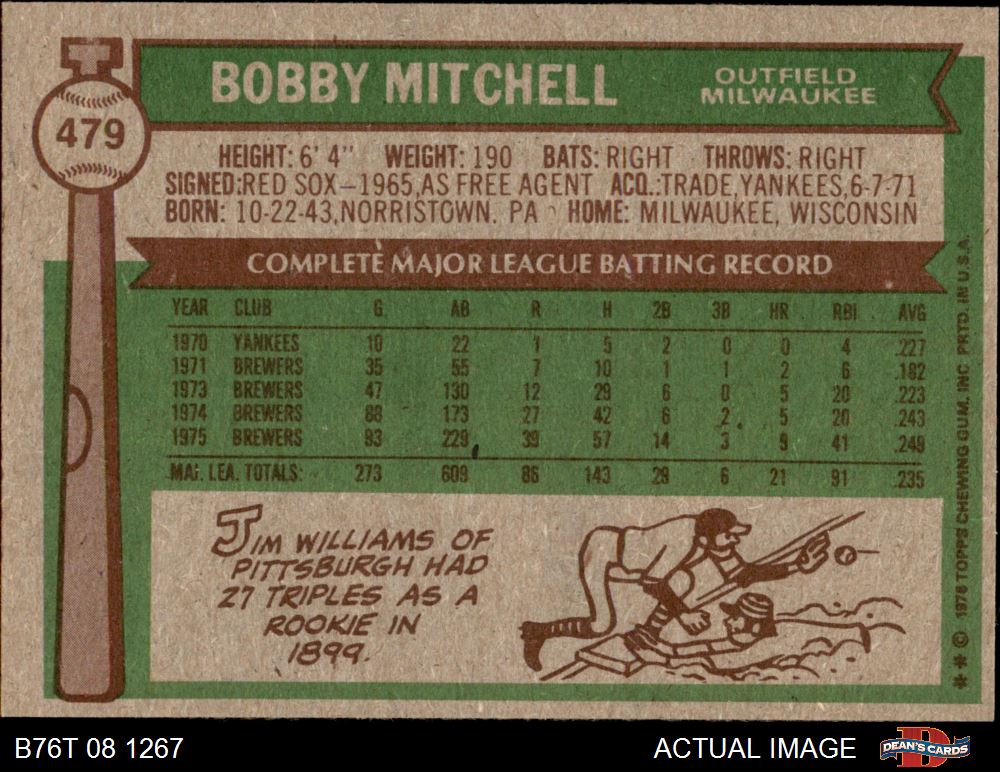 BOBBY MITCHELL
OUTFIELD
MILWAUKEE
479
HEIGHT: 6' 4" WEIGHT: 190 BATS: RIGHT THROWS: RIGHT
SIGNED: RED SOX-1965, AS FREE AGENT ACQ.: TRADE, YANKEES, 6-7-71
BORN: 10-22-43, NORRISTOWN, PA HOME: MILWAUKEE, WISCONSIN
COMPLETE MAJOR LEAGUE BATTING RECORD
YEAR CLUB G AB R H 2B 3B HR RBI AVG
1970 YANKEES 10 22 1 5 2 0 0 4 .227
1971 BREWERS 35 55 7 10 1 1 2 6 .182
1973 BREWERS 47 130 12 29 6 0 5 20 .223
1974 BREWERS 88 173 27 42 6 2 5 20 .243
1975 BREWERS 93 229 39 57 14 3 9 41 .249
MAJ. LEA. TOTALS: 273 609 86 143 29 6 21 91 .235
JIM WILLIAMS OF
PITTSBURGH HAD
27 TRIPLES AS A
ROOKIE IN
1899.
** © 1976 TOPPS CHEWING GUM, INC PRTD. IN U.S.A.
B76T 08 1267
ACTUAL IMAGE
D
DEAN'S CARDS